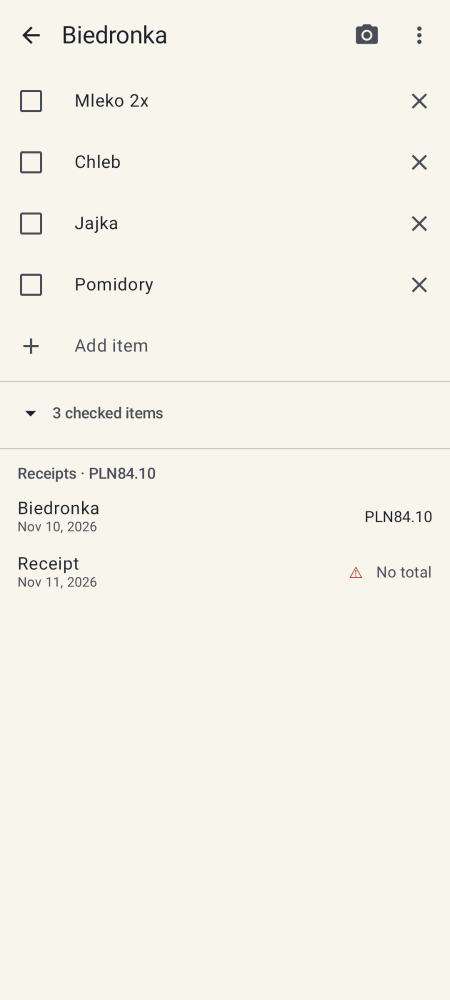 Biedronka
Mleko 2x
Chleb
Jajka
Pomidory
Add item
3 checked items
Receipts · PLN84.10
Biedronka
PLN84.10
Nov 10, 2026
Receipt
No total
Nov 11, 2026